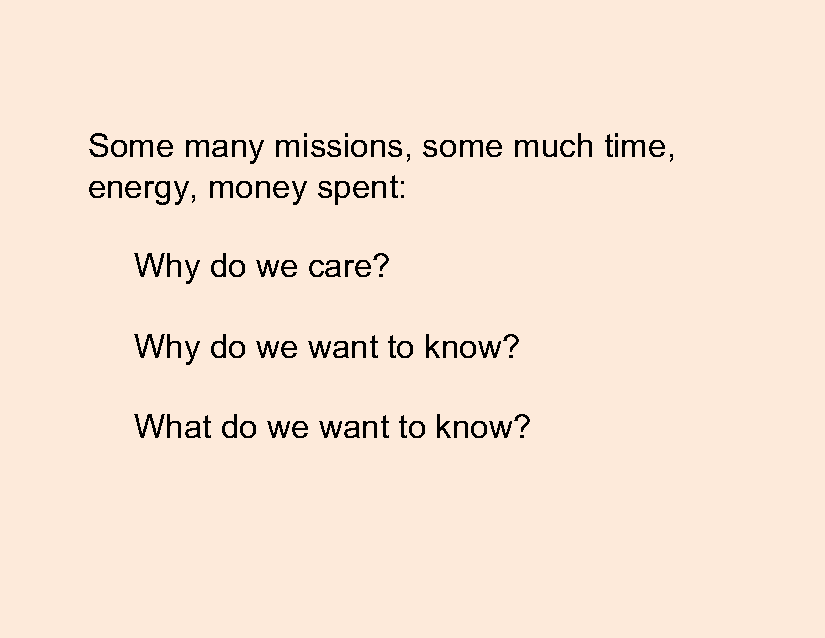 Some many missions, some much time,
energy, money spent:
Why do we care?
Why do we want to know?
What do we want to know?